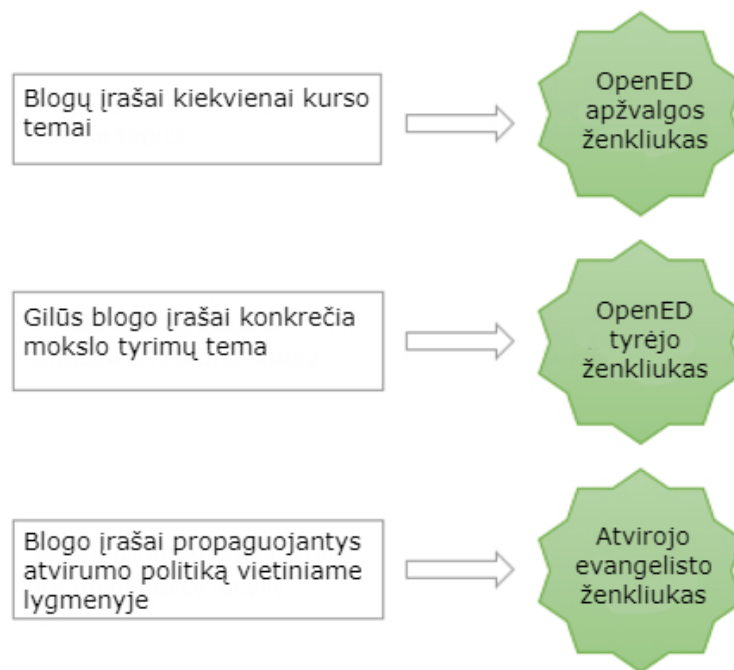 Blogų įrašai kiekvienai kurso
temai
OpenED
apžvalgos
ženkliukas
Gilūs blogo įrašai konkrečia
mokslo tyrimų tema
OpenED
tyrėjo
ženkliukas
Blogo įrašai propaguojantys
atvirumo politiką vietiniame
lygmenyje
Atvirojo
evangelisto
ženkliukas